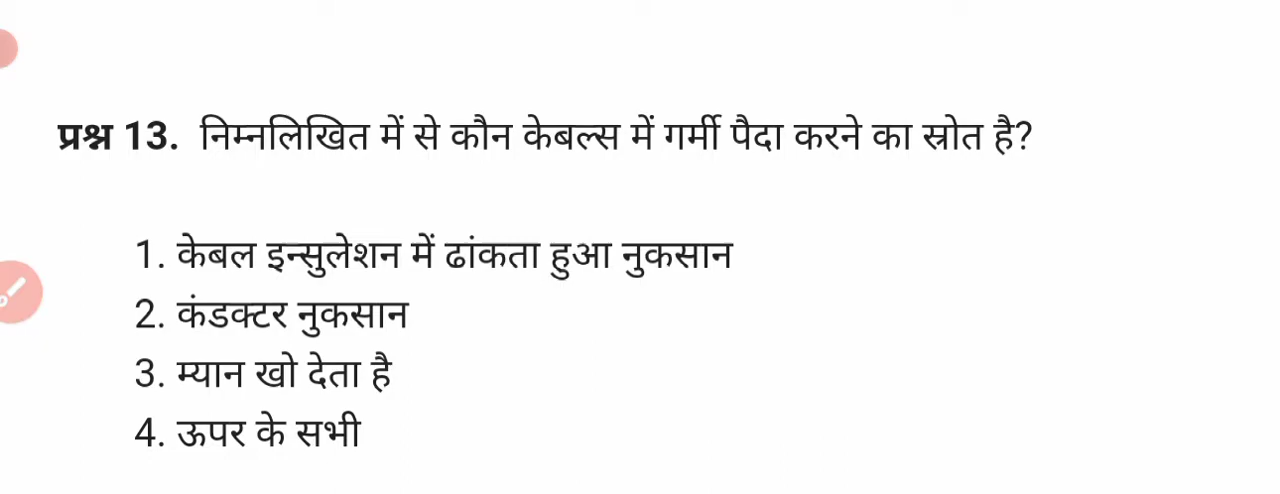 प्रश्न 13. निम्नलिखित में से कौन केबल्स में गर्मी पैदा करने का स्रोत है?
1. केबल इन्सुलेशन में ढांकता हुआ नुकसान
2. कंडक्टर नुकसान
3. म्यान खो देता है
4. ऊपर के सभी